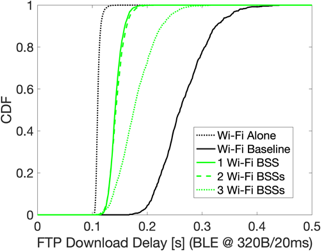 1
0.8
0.6
0.4
0.2
0
CDF
Wi-Fi Alone
Wi-Fi Baseline
1 Wi-Fi BSS
2 Wi-Fi BSSs
3 Wi-Fi BSSs
0 0.1 0.2 0.3 0.4 0.5
FTP Download Delay [s] (BLE @ 320B/20ms)